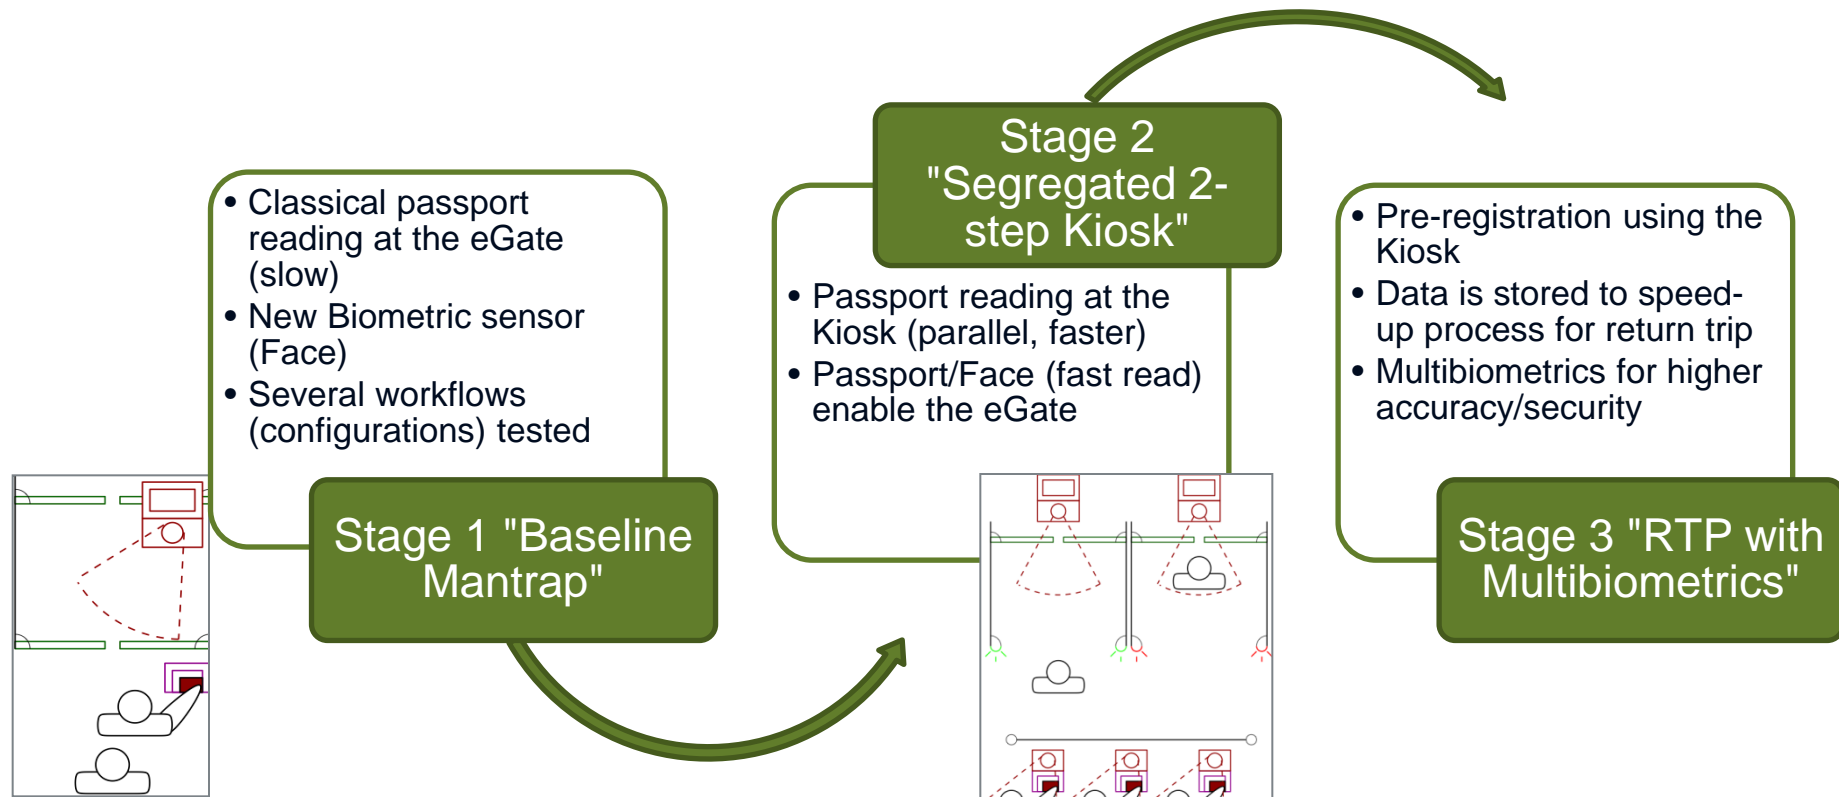 • Classical passport
reading at the eGate
(slow)
• New Biometric sensor
(Face)
• Several workflows
(configurations) tested
Stage 1 "Baseline
Mantrap"
Stage 2
"Segregated 2-
step Kiosk"
• Passport reading at the
Kiosk (parallel, faster)
• Passport/Face (fast read)
enable the eGate
• Pre-registration using the
Kiosk
• Data is stored to speed-
up process for return trip
• Multibiometrics for higher
accuracy/security
Stage 3 "RTP with
Multibiometrics"